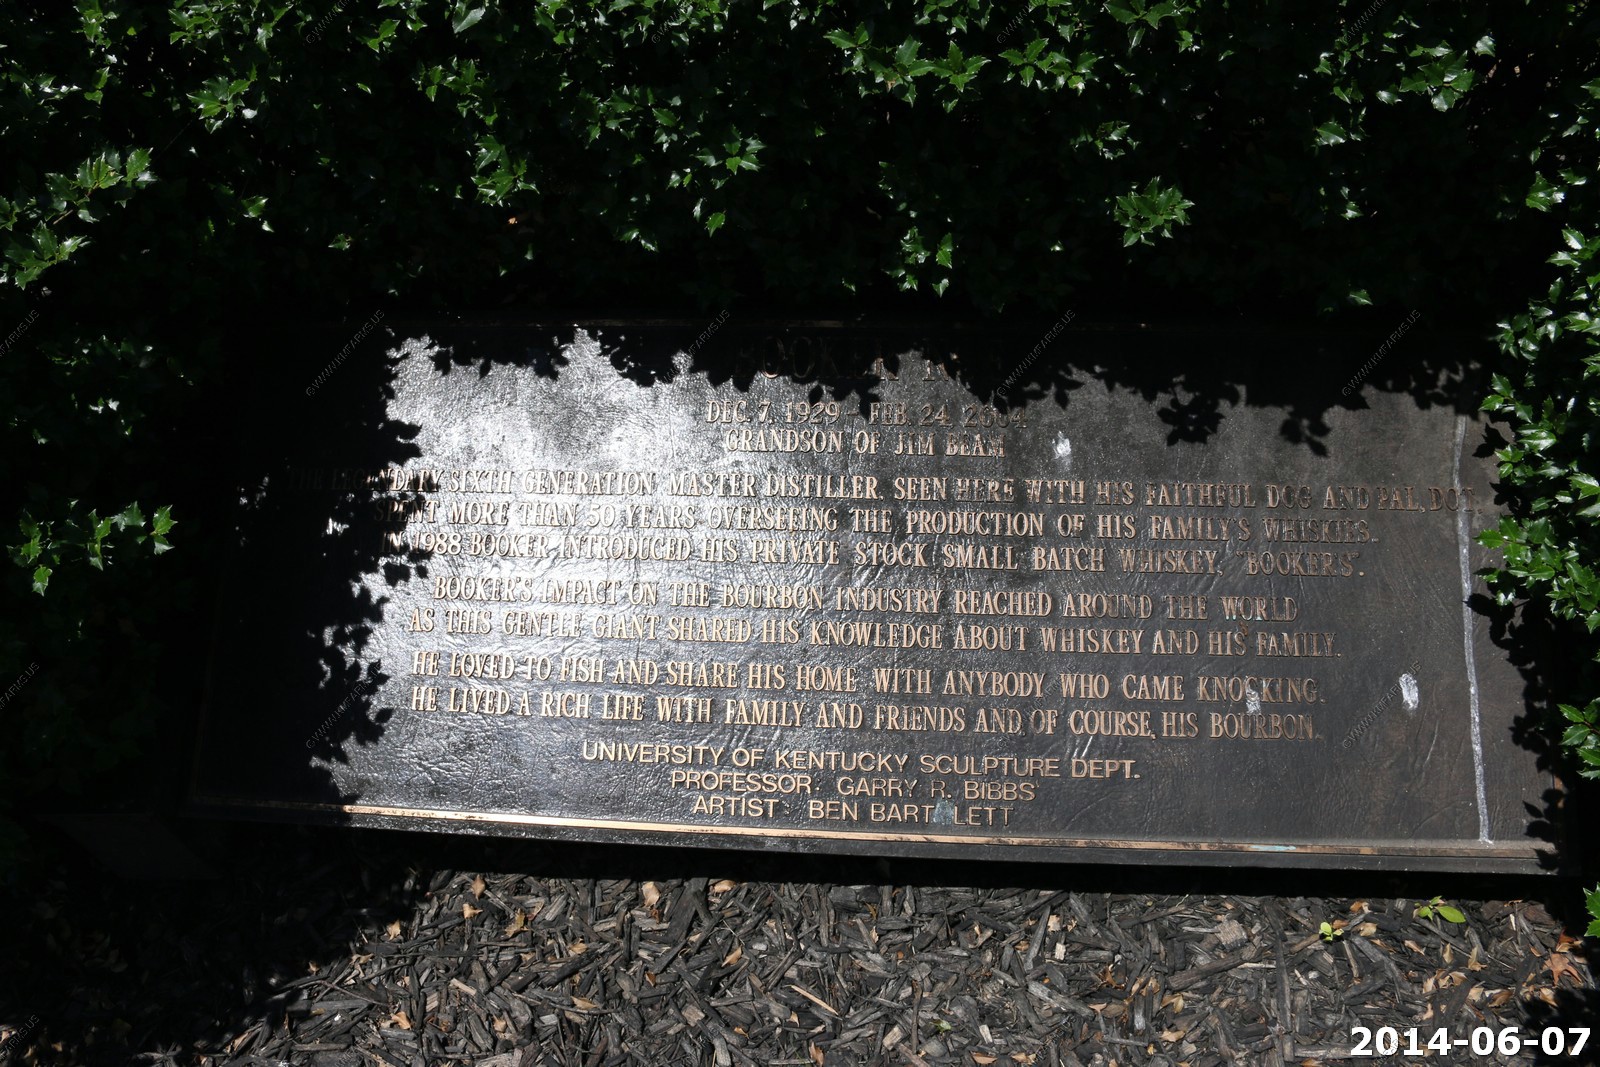 BOOKER
DEC. 7, 1929 - FEB. 24, 2004
GRANDSON OF JIM BEAM
THE LEGENDARY SIXTH GENERATION MASTER DISTILLER, SEEN HERE WITH HIS FAITHFUL DOG AND PAL, DOT,
SPENT MORE THAN 50 YEARS OVERSEEING THE PRODUCTION OF HIS FAMILY'S WHISKIES.
IN 1988 BOOKER INTRODUCED HIS PRIVATE STOCK SMALL BATCH WHISKEY, "BOOKER'S".
BOOKER'S IMPACT ON THE BOURBON INDUSTRY REACHED AROUND THE WORLD
AS THIS GENTLE GIANT SHARED HIS KNOWLEDGE ABOUT WHISKEY AND HIS FAMILY.
HE LOVED TO FISH AND SHARE HIS HOME WITH ANYBODY WHO CAME KNOCKING.
HE LIVED A RICH LIFE WITH FAMILY AND FRIENDS AND, OF COURSE, HIS BOURBON.
UNIVERSITY OF KENTUCKY SCULPTURE DEPT.
PROFESSOR: GARRY R. BIBBS
ARTIST: BEN BARTLETT
2014-06-07